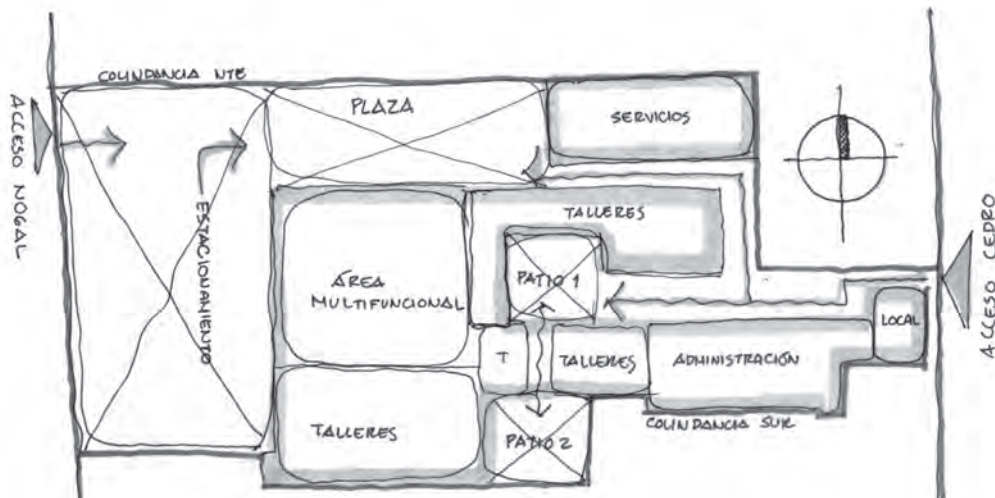 COLINDANCIA NTE
ACCESO NOGAL
PLAZA
SERVICIOS
ESTACIONAMIENTO
TALLERES
ÁREA
MULTIFUNCIONAL
PATIO 1
ACCESO CEDRO
LOCAL
T
TALLERES
ADMINISTRACIÓN
TALLERES
PATIO 2
COLINDANCIA SUR